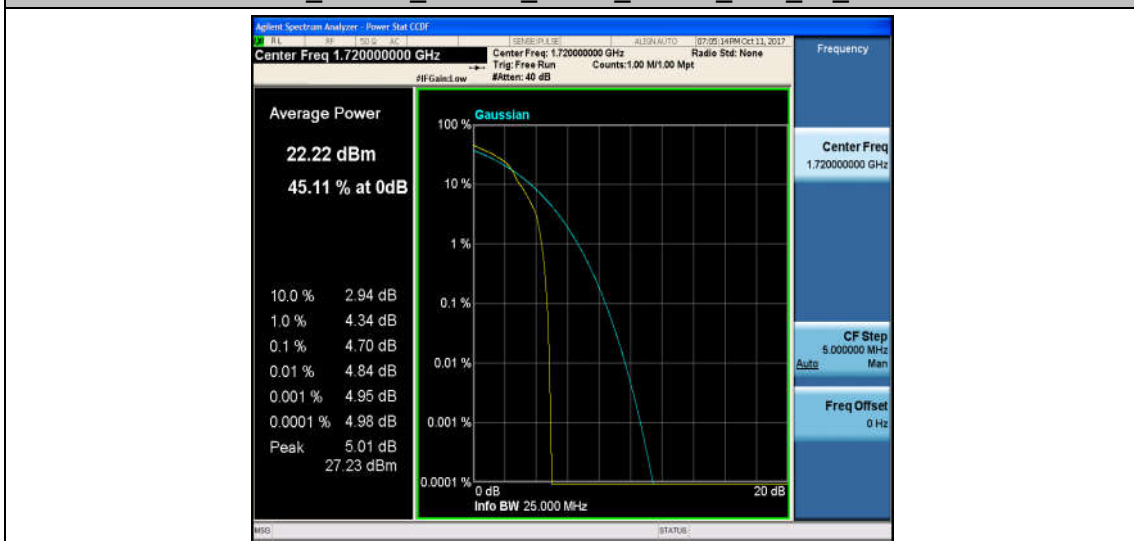 Agilent Spectrum Analyzer - Power Stat CCDF
RL RF 50 Ω AC SENSE:PULSE ALIGN AUTO 07:05:14 PM Oct 11, 2017
Center Freq 1.720000000 GHz
Center Freq: 1.720000000 GHz Radio Std: None
Trig: Free Run Counts:1.00 M/1.00 Mpt
#IFGain:Low #Atten: 40 dB
Frequency
Average Power
22.22 dBm
45.11 % at 0dB
10.0 % 2.94 dB
1.0 % 4.34 dB
0.1 % 4.70 dB
0.01 % 4.84 dB
0.001 % 4.95 dB
0.0001 % 4.98 dB
Peak 5.01 dB
27.23 dBm
Gaussian
100 %
10 %
1 %
0.1 %
0.01 %
0.001 %
0.0001 %
0 dB 20 dB
Info BW 25.000 MHz
Center Freq
1.720000000 GHz
CF Step
5.000000 MHz
Auto Man
Freq Offset
0 Hz
MSG STATUS